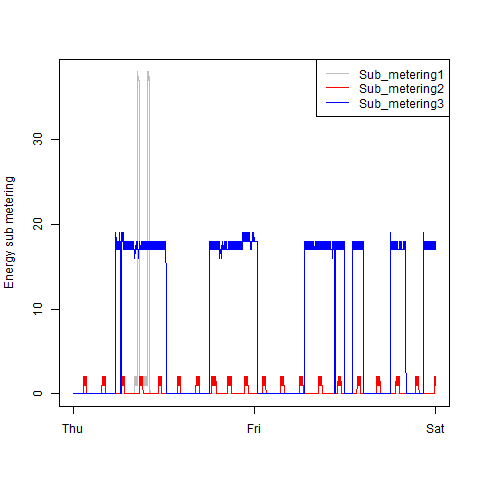 Sub_metering1
Sub_metering2
Sub_metering3
Energy sub metering
30
20
10
0
Thu
Fri
Sat